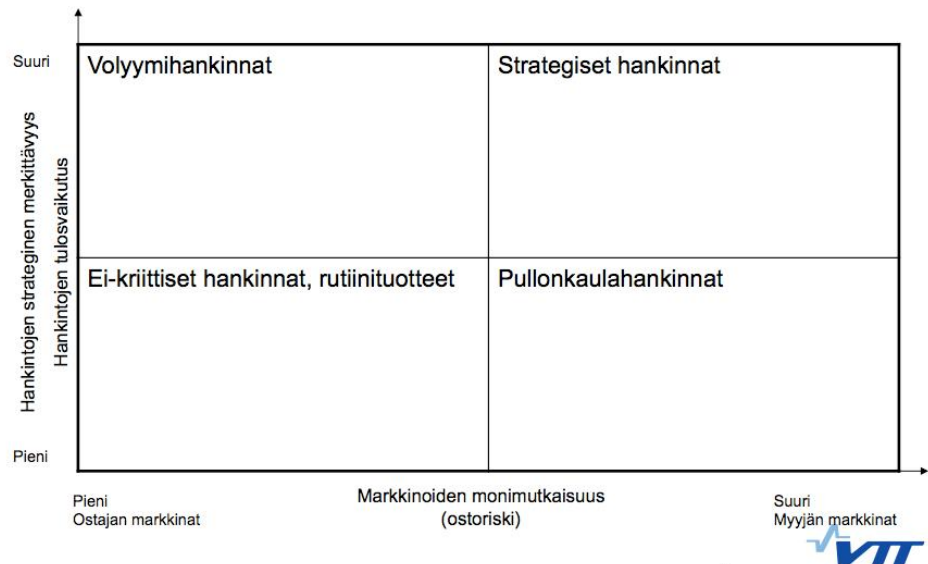 Suuri
Volyymihankinnat
Strategiset hankinnat
Hankintojen strateginen merkittävyys
Hankintojen tulosvaikutus
Ei-kriittiset hankinnat, rutiinituotteet
Pullonkaulahankinnat
Pieni
Pieni
Ostajan markkinat
Markkinoiden monimutkaisuus
(ostoriski)
Suuri
Myyjän markkinat
VTT